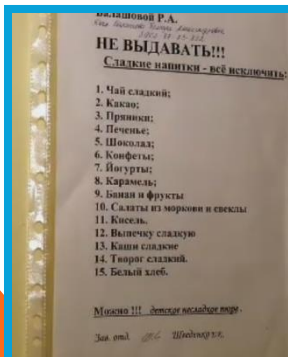 Балашовой Р.А.
НЕ ВЫДАВАТЬ!!!
Сладкие напитки - всё исключить:
1. Чай сладкий;
2. Какао;
3. Пряники;
4. Печенье;
5. Шоколад;
6. Конфеты;
7. Йогурты;
8. Карамель;
9. Банан и фрукты
10. Салаты из моркови и свеклы
11. Кисель.
12. Выпечку сладкую
13. Каши сладкие
14. Творог сладкий.
15. Белый хлеб.
Можно !!! детское несладкое пюре.
Зав. отд.